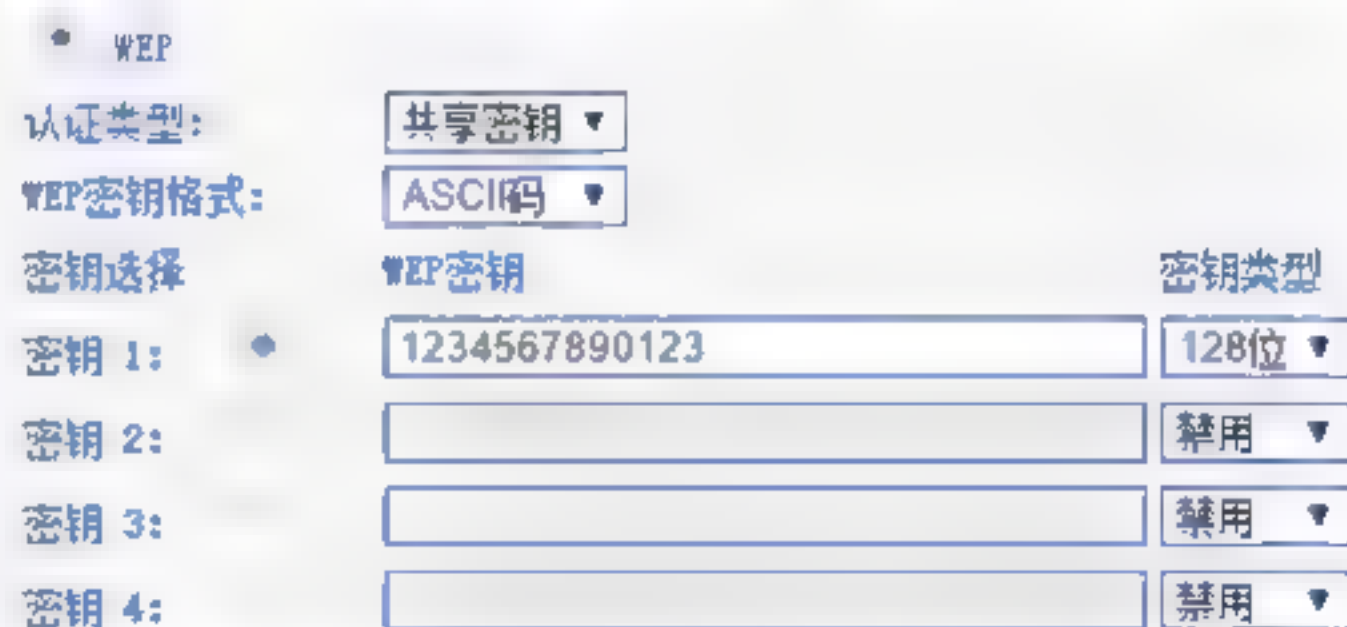 WEP
认证类型: 共享密钥
WEP密钥格式: ASCII码
密钥选择 WEP密钥 密钥类型
密钥 1: 1234567890123 128位
密钥 2: 禁用
密钥 3: 禁用
密钥 4: 禁用